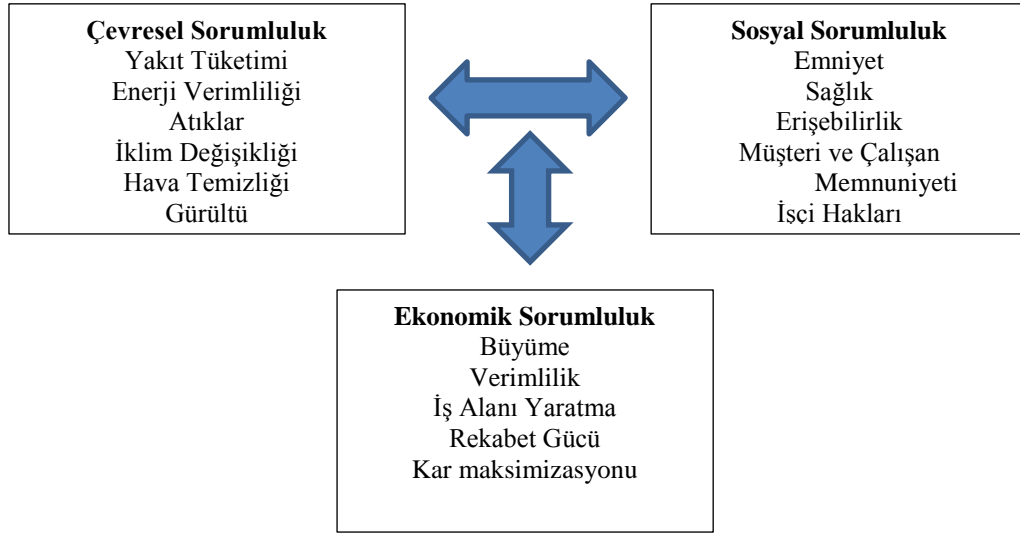 Çevresel Sorumluluk
Yakıt Tüketimi
Enerji Verimliliği
Atıklar
İklim Değişikliği
Hava Temizliği
Gürültü
Sosyal Sorumluluk
Emniyet
Sağlık
Erişebilirlik
Müşteri ve Çalışan
Memnuniyeti
İşçi Hakları
Ekonomik Sorumluluk
Büyüme
Verimlilik
İş Alanı Yaratma
Rekabet Gücü
Kar maksimizasyonu